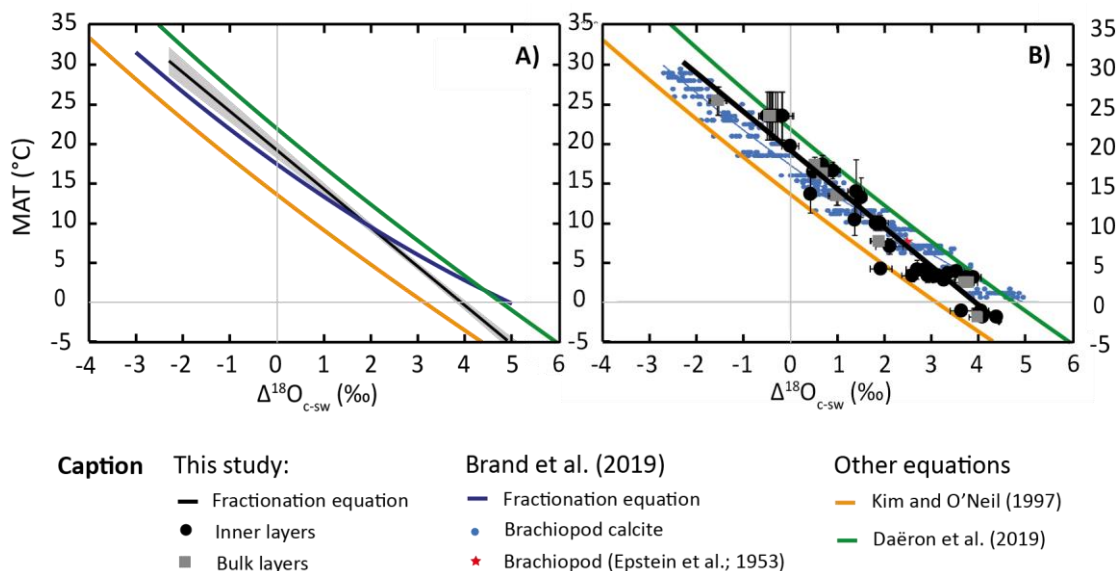 A)
B)
35
30
25
20
15
10
5
0
-5
MAT (°C)
-4 -3 -2 -1 0 1 2 3 4 5 6
Δ¹⁸O c-sw (‰)
35
30
25
20
15
10
5
0
-5
-4 -3 -2 -1 0 1 2 3 4 5 6
Δ¹⁸O c-sw (‰)
35
30
25
20
15
10
5
0
-5
Caption
This study:
Fractionation equation
Inner layers
Bulk layers
Brand et al. (2019)
Fractionation equation
Brachiopod calcite
Brachiopod (Epstein et al.; 1953)
Other equations
Kim and O'Neil (1997)
Daëron et al. (2019)